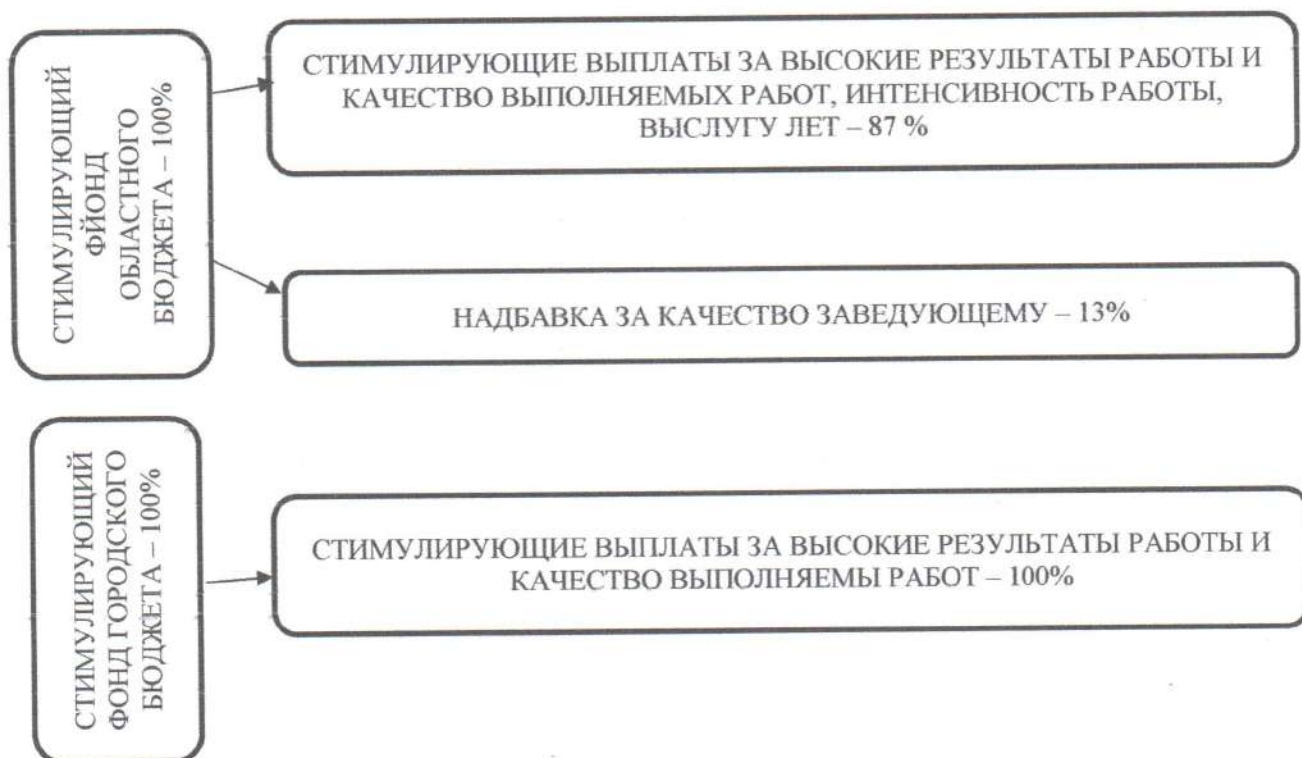 СТИМУЛИРУЮЩИЙ
ФЙОНД
ОБЛАСТНОГО
БЮДЖЕТА – 100%
СТИМУЛИРУЮЩИЕ ВЫПЛАТЫ ЗА ВЫСОКИЕ РЕЗУЛЬТАТЫ РАБОТЫ И
КАЧЕСТВО ВЫПОЛНЯЕМЫХ РАБОТ, ИНТЕНСИВНОСТЬ РАБОТЫ,
ВЫСЛУГУ ЛЕТ – 87 %
НАДБАВКА ЗА КАЧЕСТВО ЗАВЕДУЮЩЕМУ – 13%
СТИМУЛИРУЮЩИЙ
ФОНД ГОРОДСКОГО
БЮДЖЕТА – 100%
СТИМУЛИРУЮЩИЕ ВЫПЛАТЫ ЗА ВЫСОКИЕ РЕЗУЛЬТАТЫ РАБОТЫ И
КАЧЕСТВО ВЫПОЛНЯЕМЫ РАБОТ – 100%